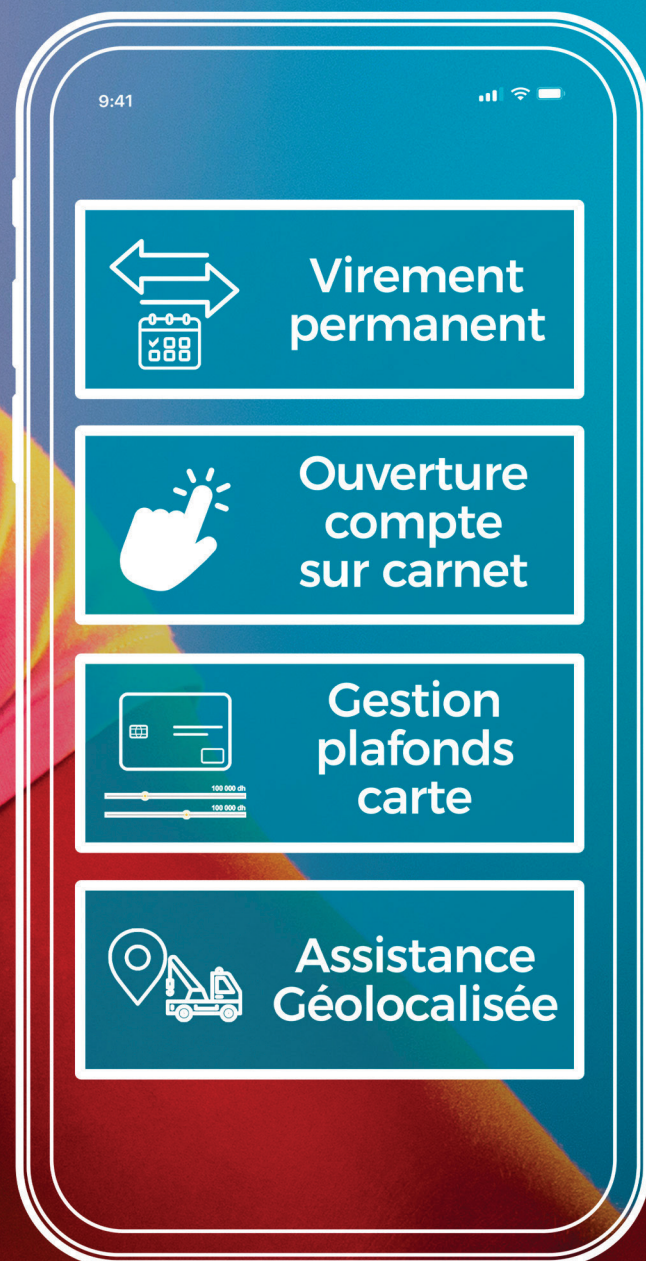 9:41
Virement
permanent
Ouverture
compte
sur carnet
Gestion
plafonds
carte
100 000 dh
100 000 dh
Assistance
Géolocalisée